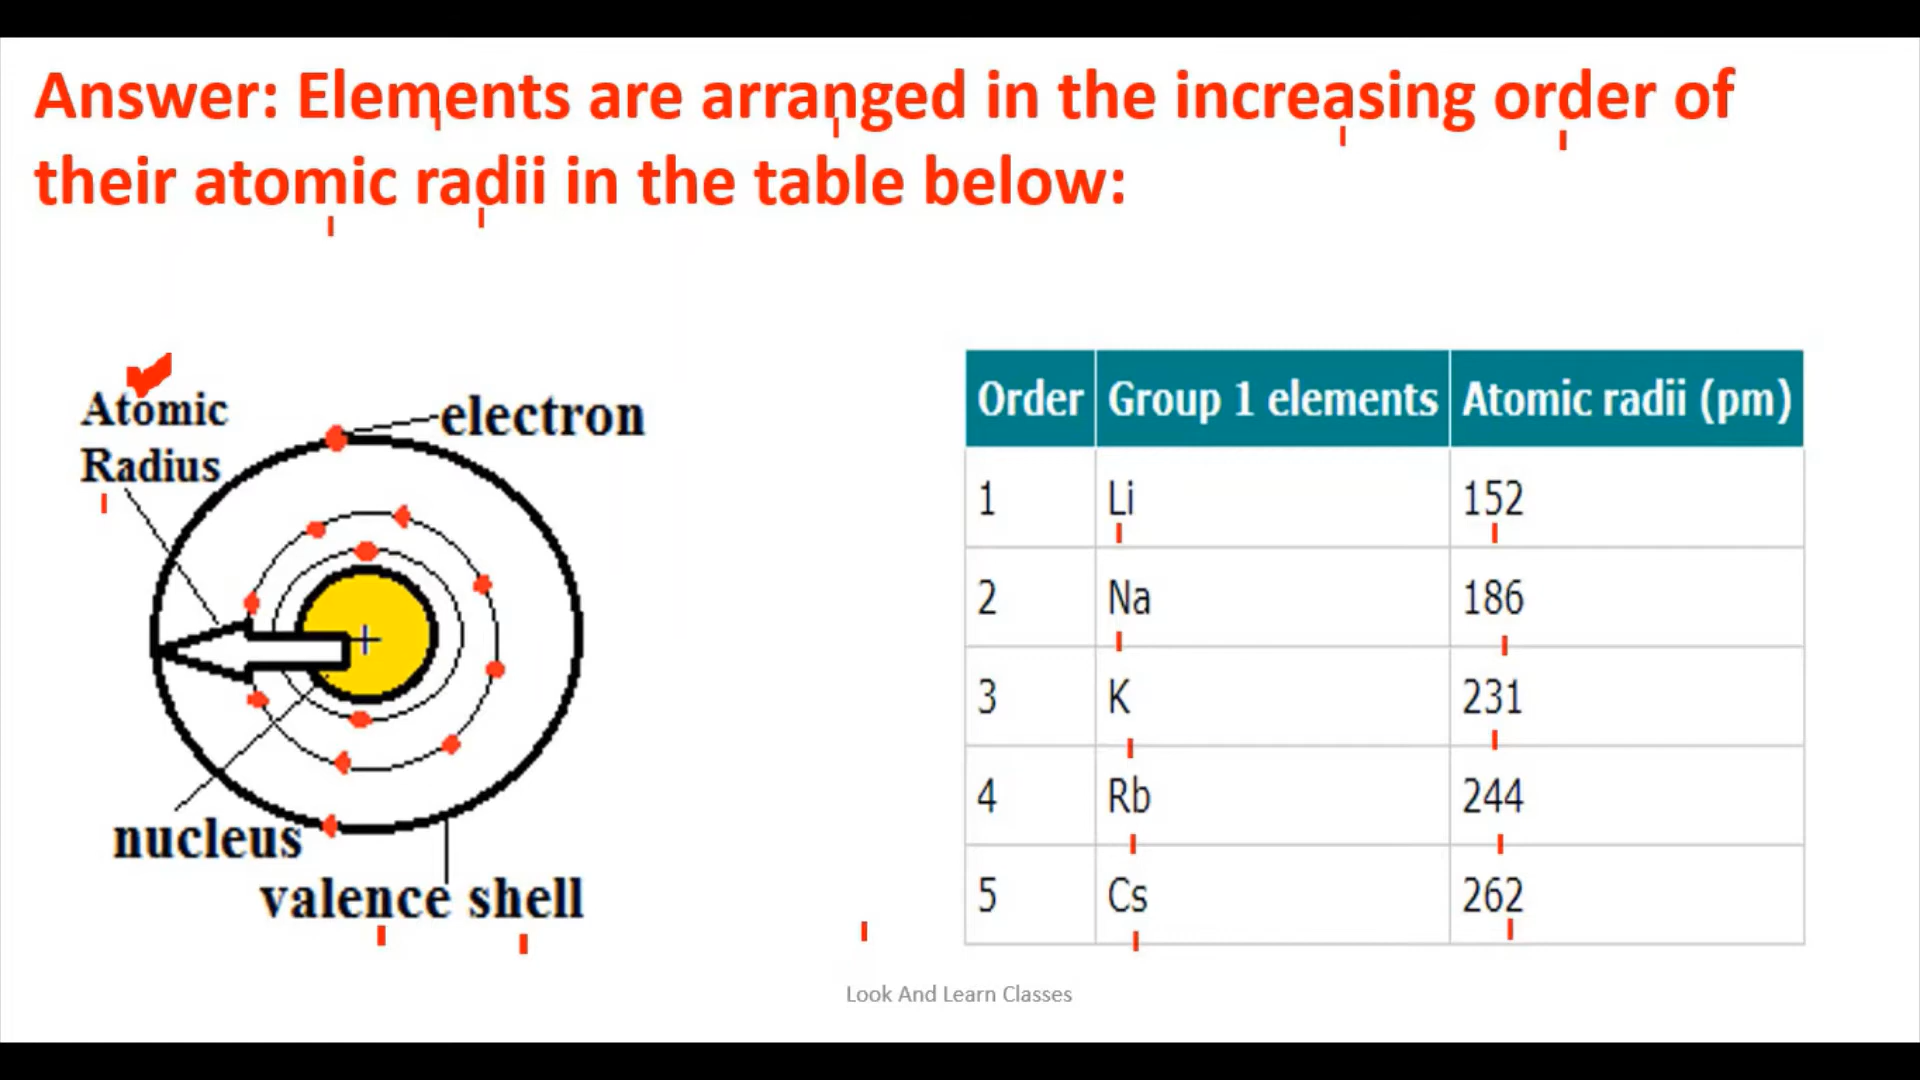 Answer: Elements are arranged in the increasing order of
their atomic radii in the table below:
Atomic
Radius
electron
nucleus
valence shell
Order Group 1 elements Atomic radii (pm)
1 Li 152
2 Na 186
3 K 231
4 Rb 244
5 Cs 262
Look And Learn Classes